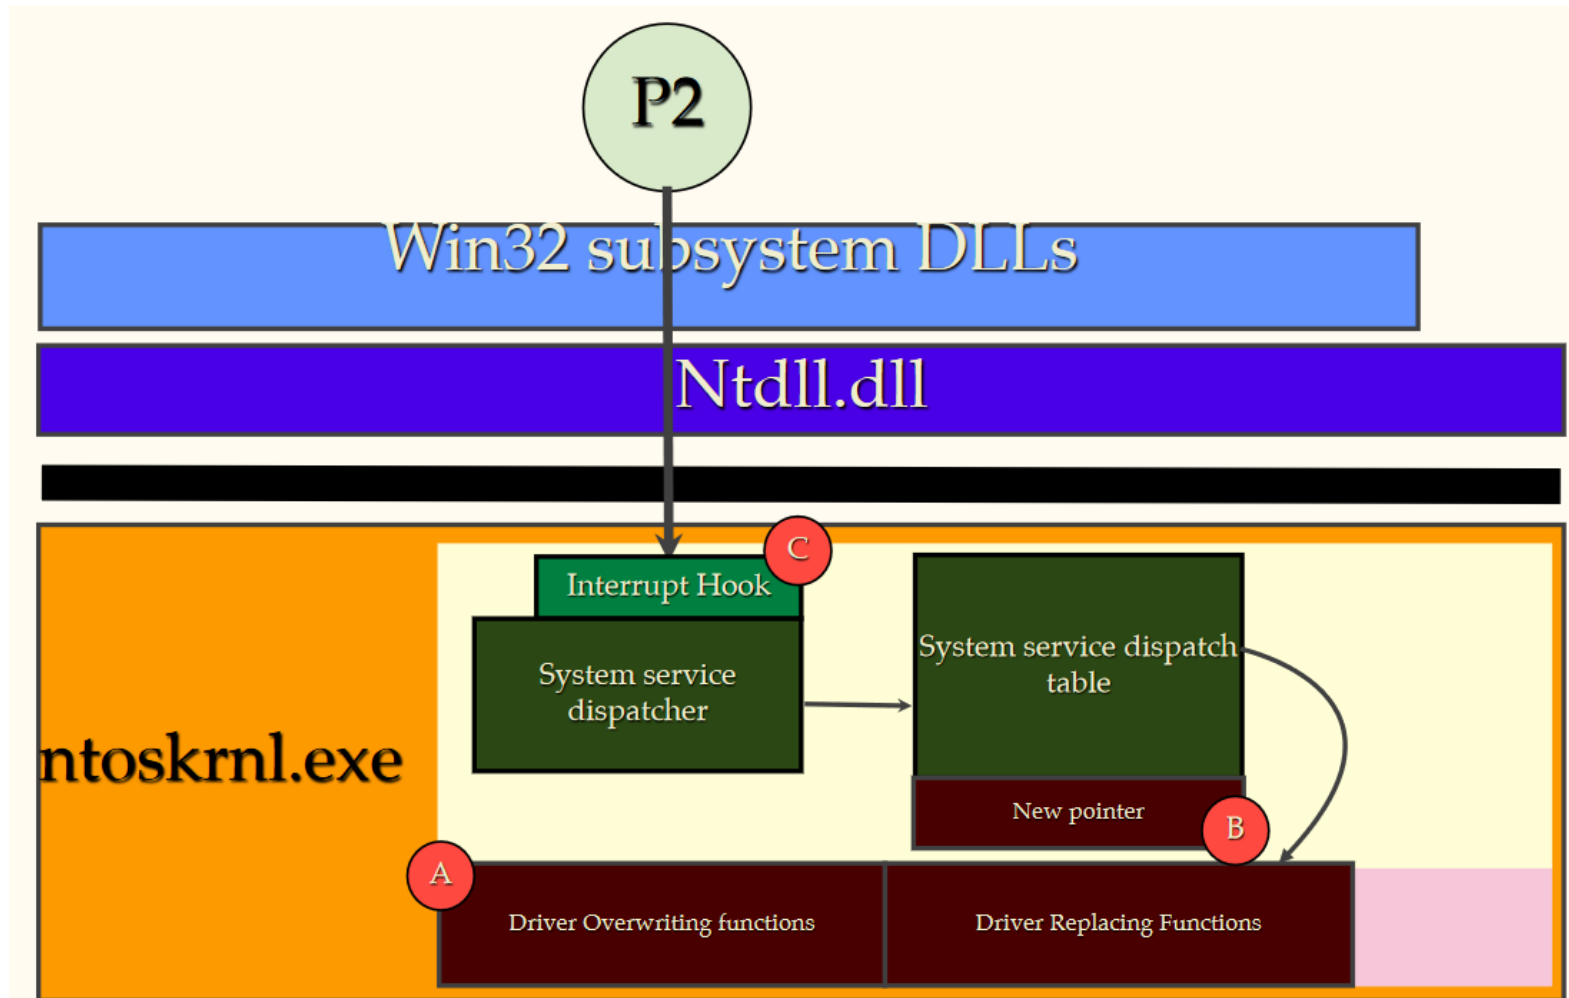 P2
Win32 subsystem DLLs
Ntdll.dll
C
Interrupt Hook
System service
dispatcher
System service dispatch
table
ntoskrnl.exe
New pointer
B
A
Driver Overwriting functions
Driver Replacing Functions